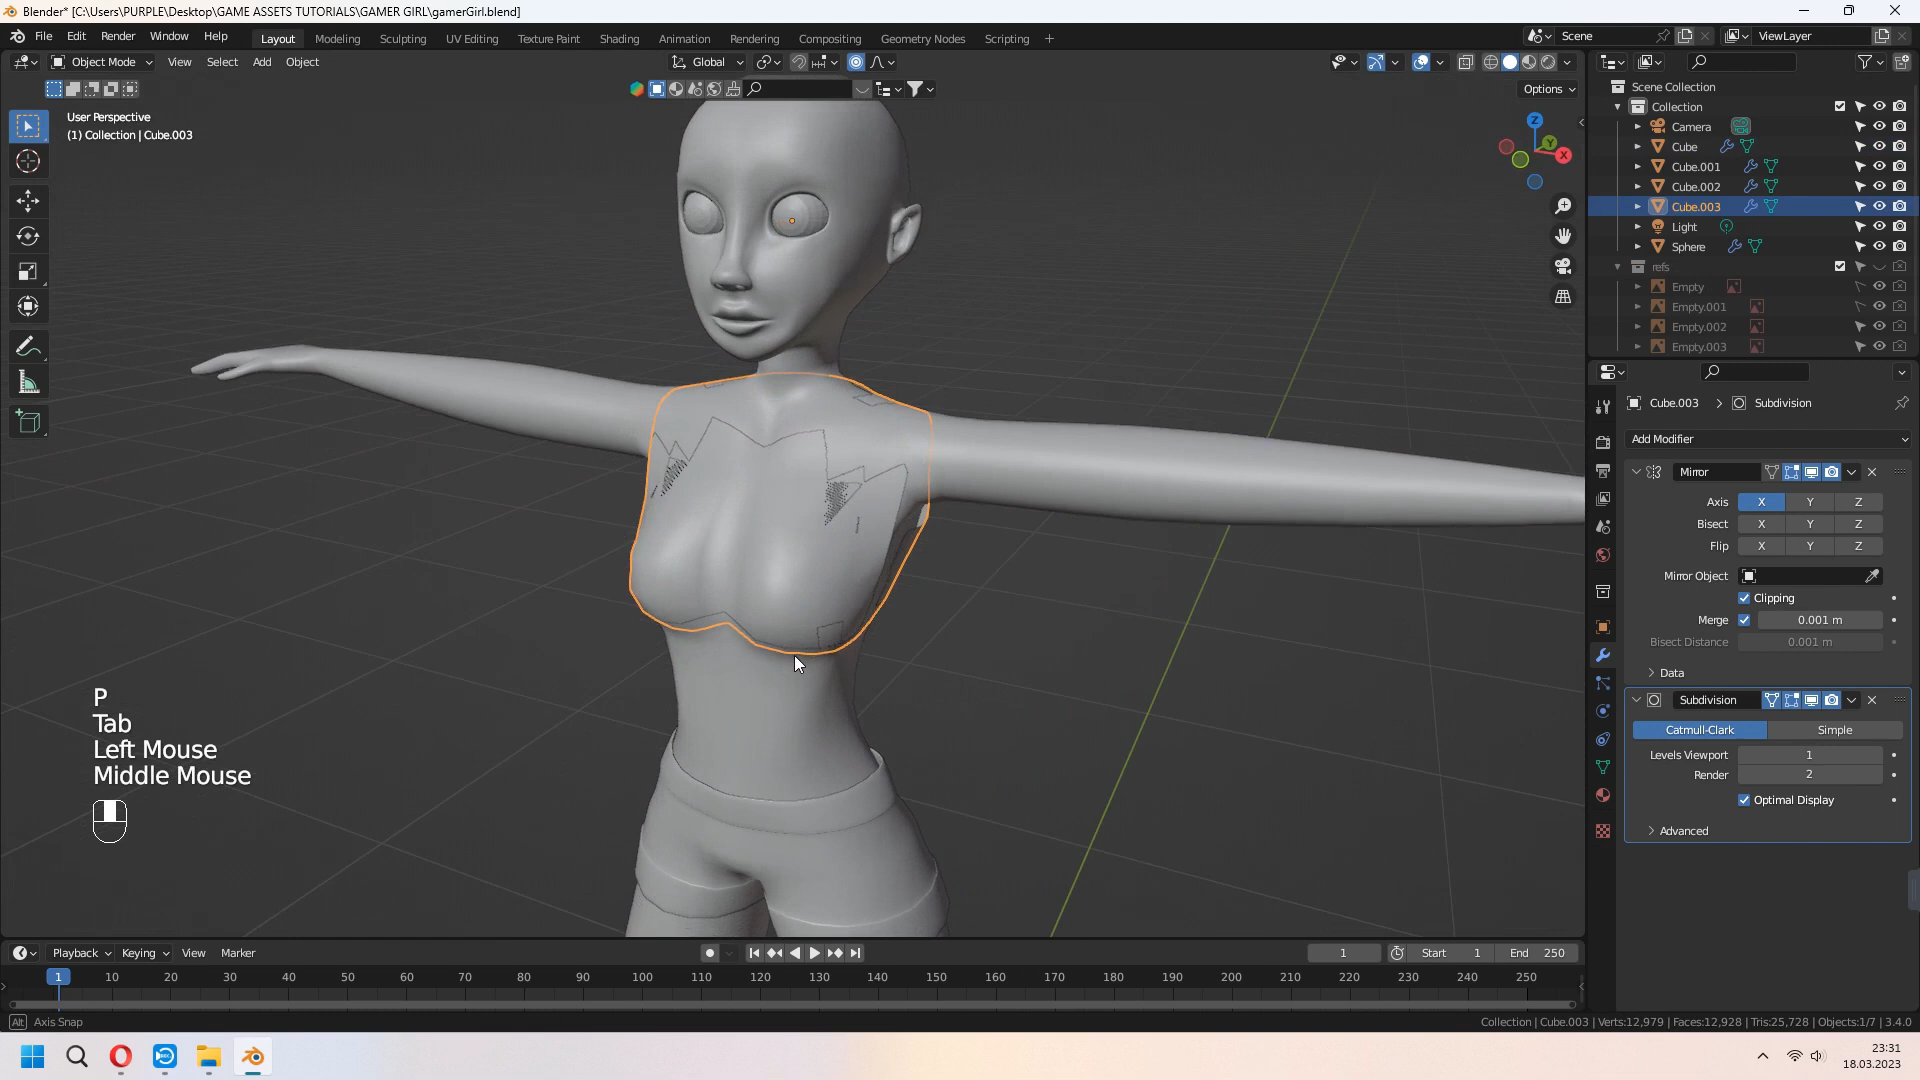 Blender* [C:\Users\PURPLE\Desktop\GAME ASSETS TUTORIALS\GAMER GIRL\gamerGirl.blend]
File Edit Render Window Help Layout Modeling Sculpting UV Editing Texture Paint Shading Animation Rendering Compositing Geometry Nodes Scripting + Scene ViewLayer
Object Mode View Select Add Object Global
Options
User Perspective
(1) Collection | Cube.003
Z
Y
X
Scene Collection
Collection
Camera
Cube
Cube.001
Cube.002
Cube.003
Light
Sphere
refs
Empty
Empty.001
Empty.002
Empty.003
Cube.003 > Subdivision
Add Modifier
Mirror
Axis X Y Z
Bisect X Y Z
Flip X Y Z
Mirror Object
Clipping
Merge 0.001 m
Bisect Distance 0.001 m
Data
Subdivision
Catmull-Clark Simple
Levels Viewport 1
Render 2
Optimal Display
Advanced
P
Tab
Left Mouse
Middle Mouse
Playback Keying View Marker 1 Start 1 End 250
1 10 20 30 40 50 60 70 80 90 100 110 120 130 140 150 160 170 180 190 200 210 220 230 240 250
Alt Axis Snap
Collection | Cube.003 | Verts:12,979 | Faces:12,928 | Tris:25,728 | Objects:1/7 | 3.4.0
REC
23:31
18.03.2023